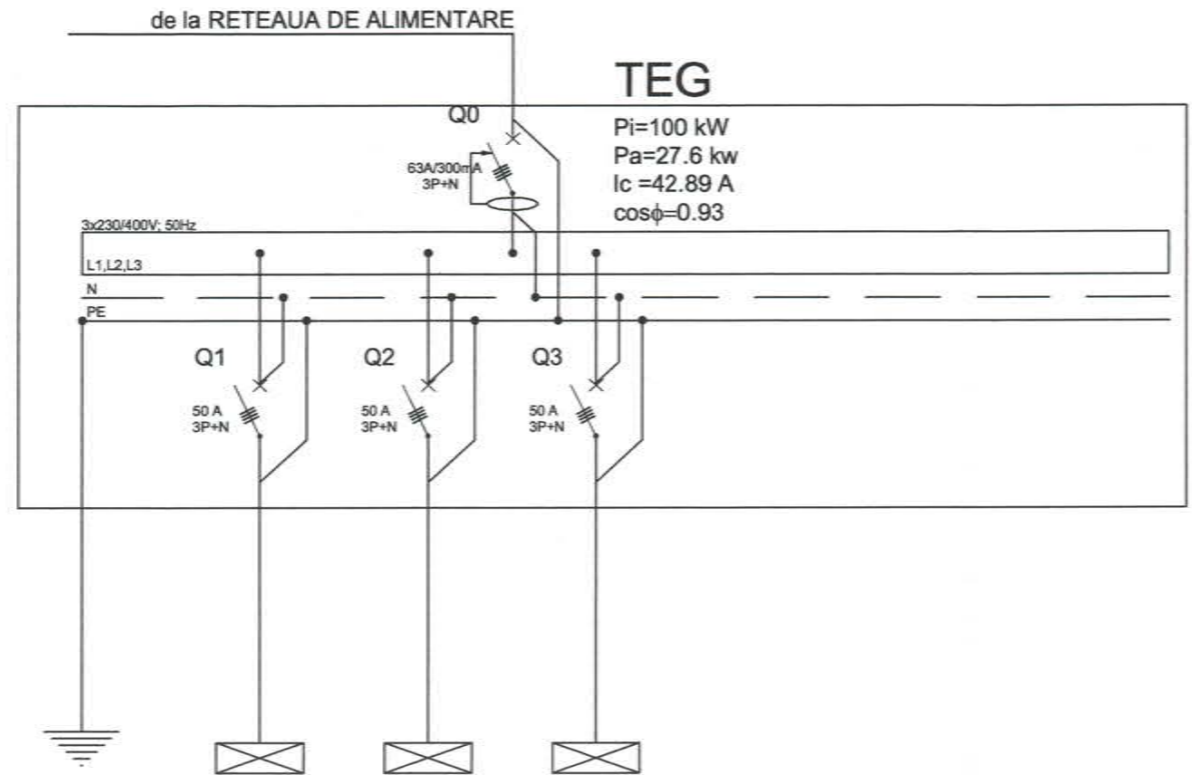 de la RETEAUA DE ALIMENTARE
TEG
Q0
Pi=100 kW
Pa=27.6 kw
Ic =42.89 A
cosϕ=0.93
63A/300mA
3P+N
3x230/400V; 50Hz
L1,L2,L3
N
PE
Q1
Q2
Q3
50 A
3P+N
50 A
3P+N
50 A
3P+N